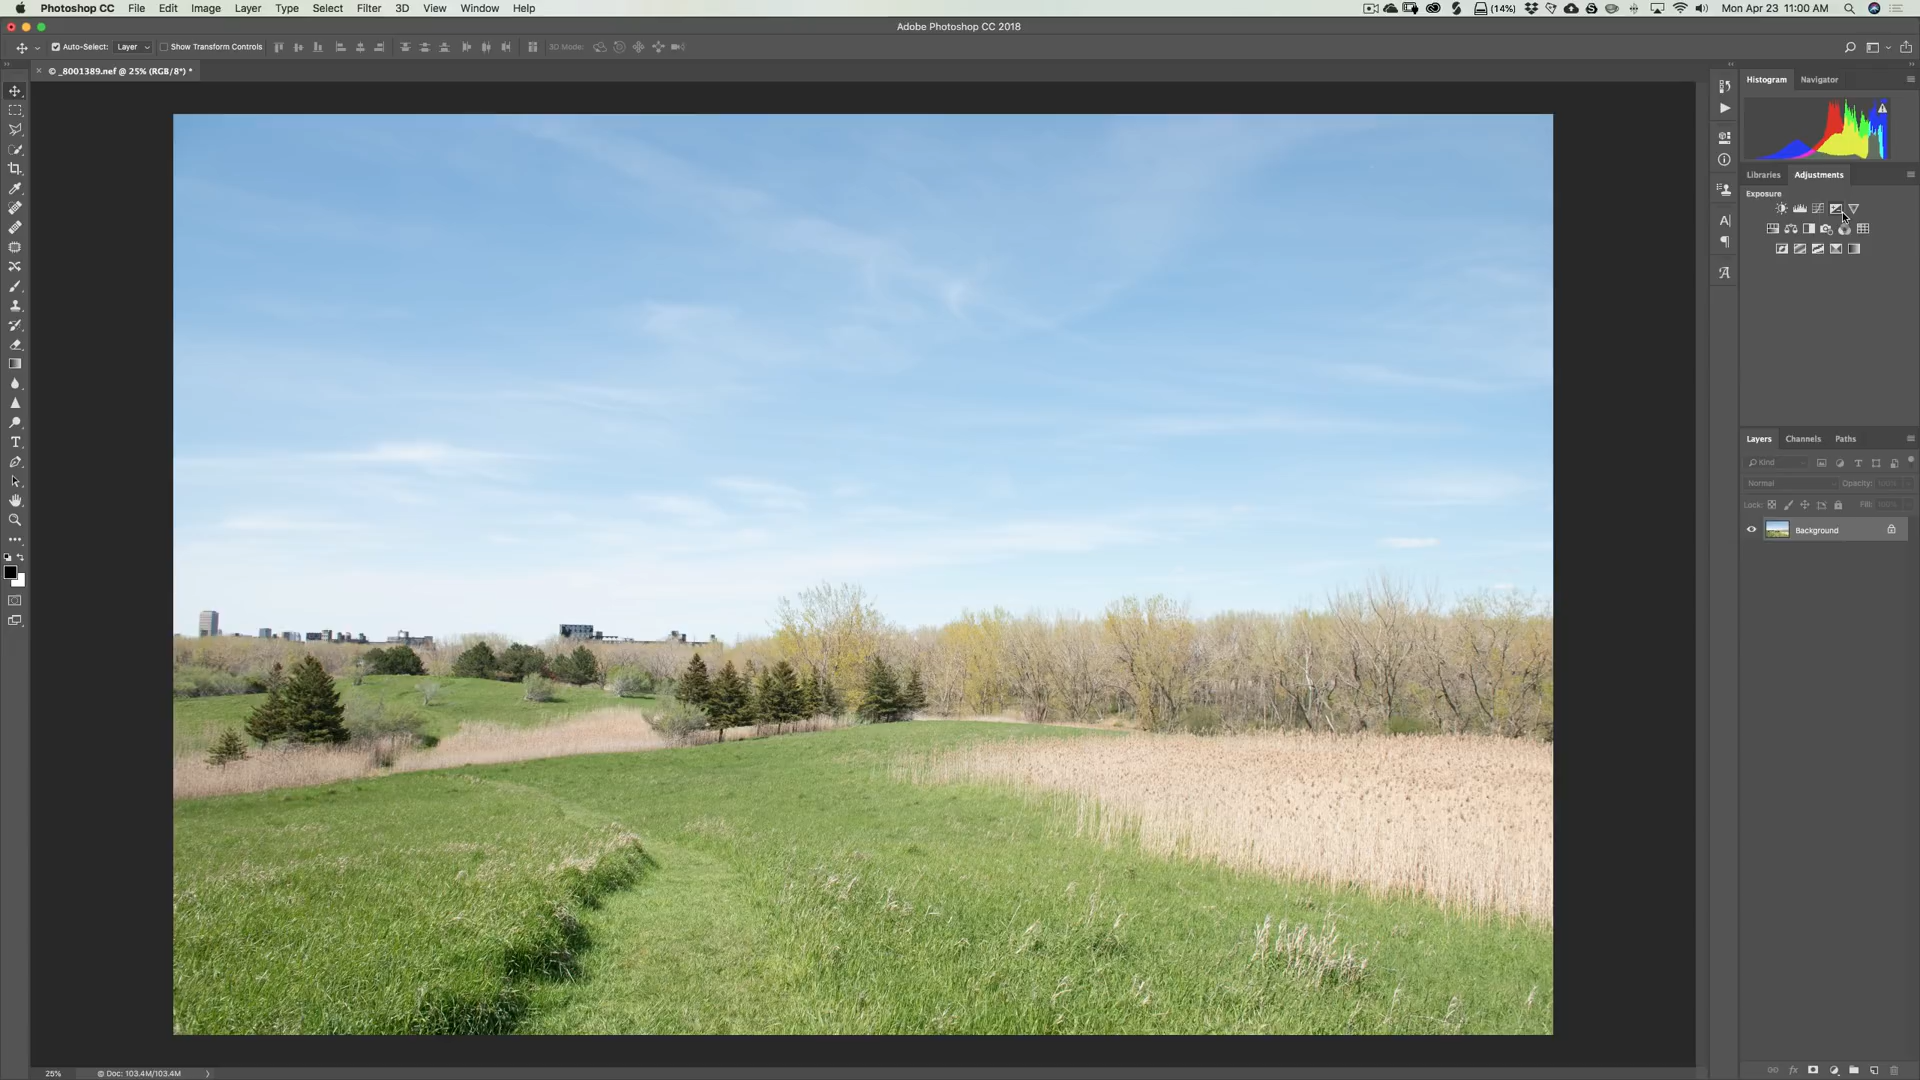 Photoshop CC File Edit Image Layer Type Select Filter 3D View Window Help (14%) Mon Apr 23 11:00 AM
Adobe Photoshop CC 2018
Auto-Select: Layer Show Transform Controls 3D Mode:
× © _8001389.nef @ 25% (RGB/8*) *
Histogram Navigator
Libraries Adjustments
Exposure
Layers Channels Paths
Kind
Normal Opacity: 100%
Lock: Fill: 100%
Background
25% Doc: 103.4M/103.4M